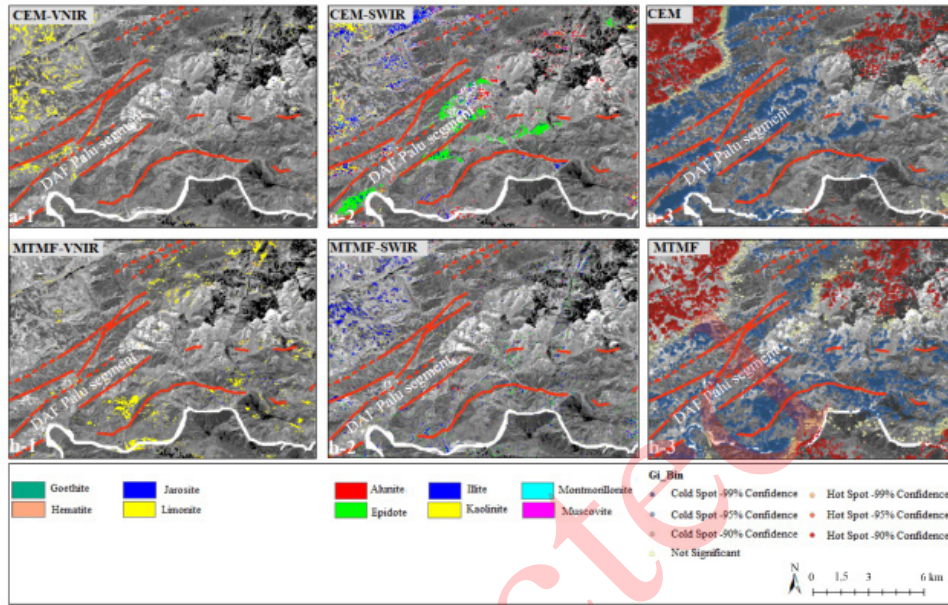 CEM-VNIR
CEM-SWIR
CEM
DAF Palu segment
DAF Palu segment
DAF Palu segment
a-1
a-2
a-3
MTMF-VNIR
MTMF-SWIR
MTMF
DAF Palu segment
DAF Palu segment
DAF Palu segment
b-1
b-2
b-3
Goethite
Jarosite
Hematite
Limonite
Alunite
Illite
Montmorillonite
Epidote
Kaolinite
Muscovite
Gi_Bin
Cold Spot -99% Confidence
Hot Spot -99% Confidence
Cold Spot -95% Confidence
Hot Spot -95% Confidence
Cold Spot -90% Confidence
Hot Spot -90% Confidence
Not Significant
N
0 1,5 3 6 km